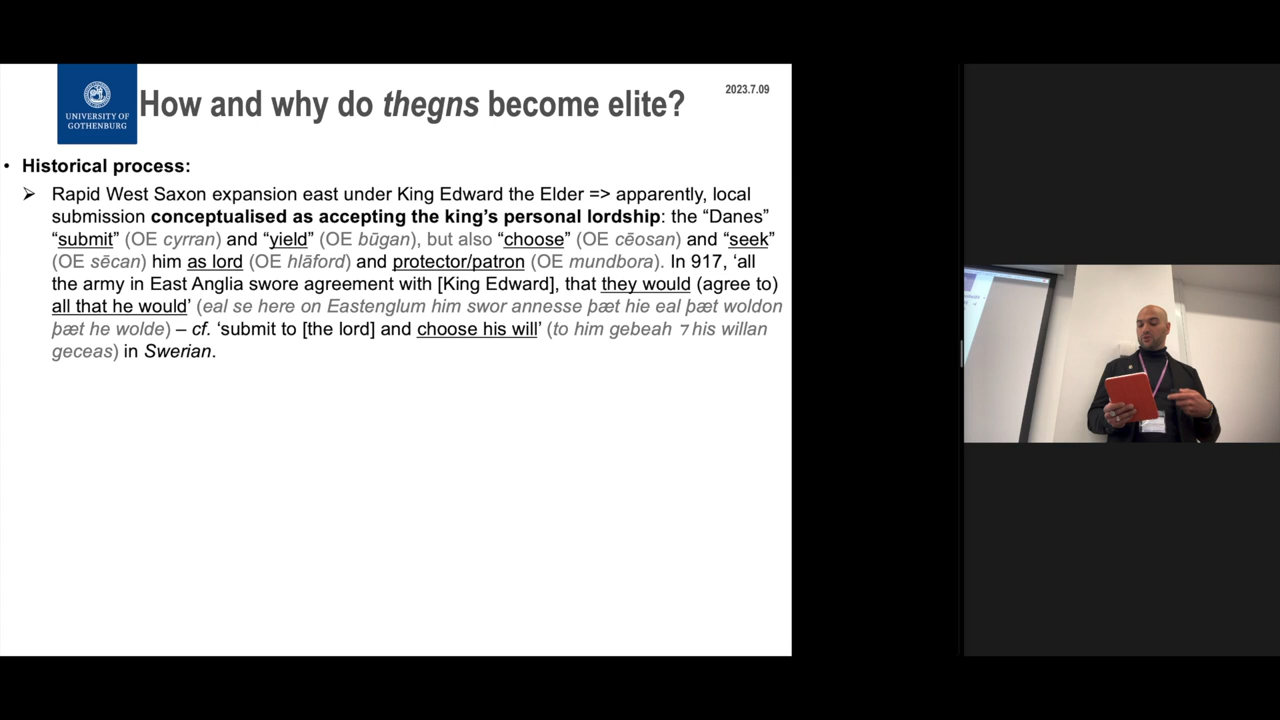 UNIVERSITY OF
GOTHENBURG
How and why do thegns become elite?
2023.7.09
• Historical process:
➢ Rapid West Saxon expansion east under King Edward the Elder => apparently, local
submission conceptualised as accepting the king’s personal lordship: the “Danes”
“submit” (OE cyrran) and “yield” (OE būgan), but also “choose” (OE cēosan) and “seek”
(OE sēcan) him as lord (OE hlāford) and protector/patron (OE mundbora). In 917, ‘all
the army in East Anglia swore agreement with [King Edward], that they would (agree to)
all that he would’ (eal se here on Eastenglum him swor annesse þæt hie eal þæt woldon
þæt he wolde) – cf. ‘submit to [the lord] and choose his will’ (to him gebeah ⁊ his willan
geceas) in Swerian.